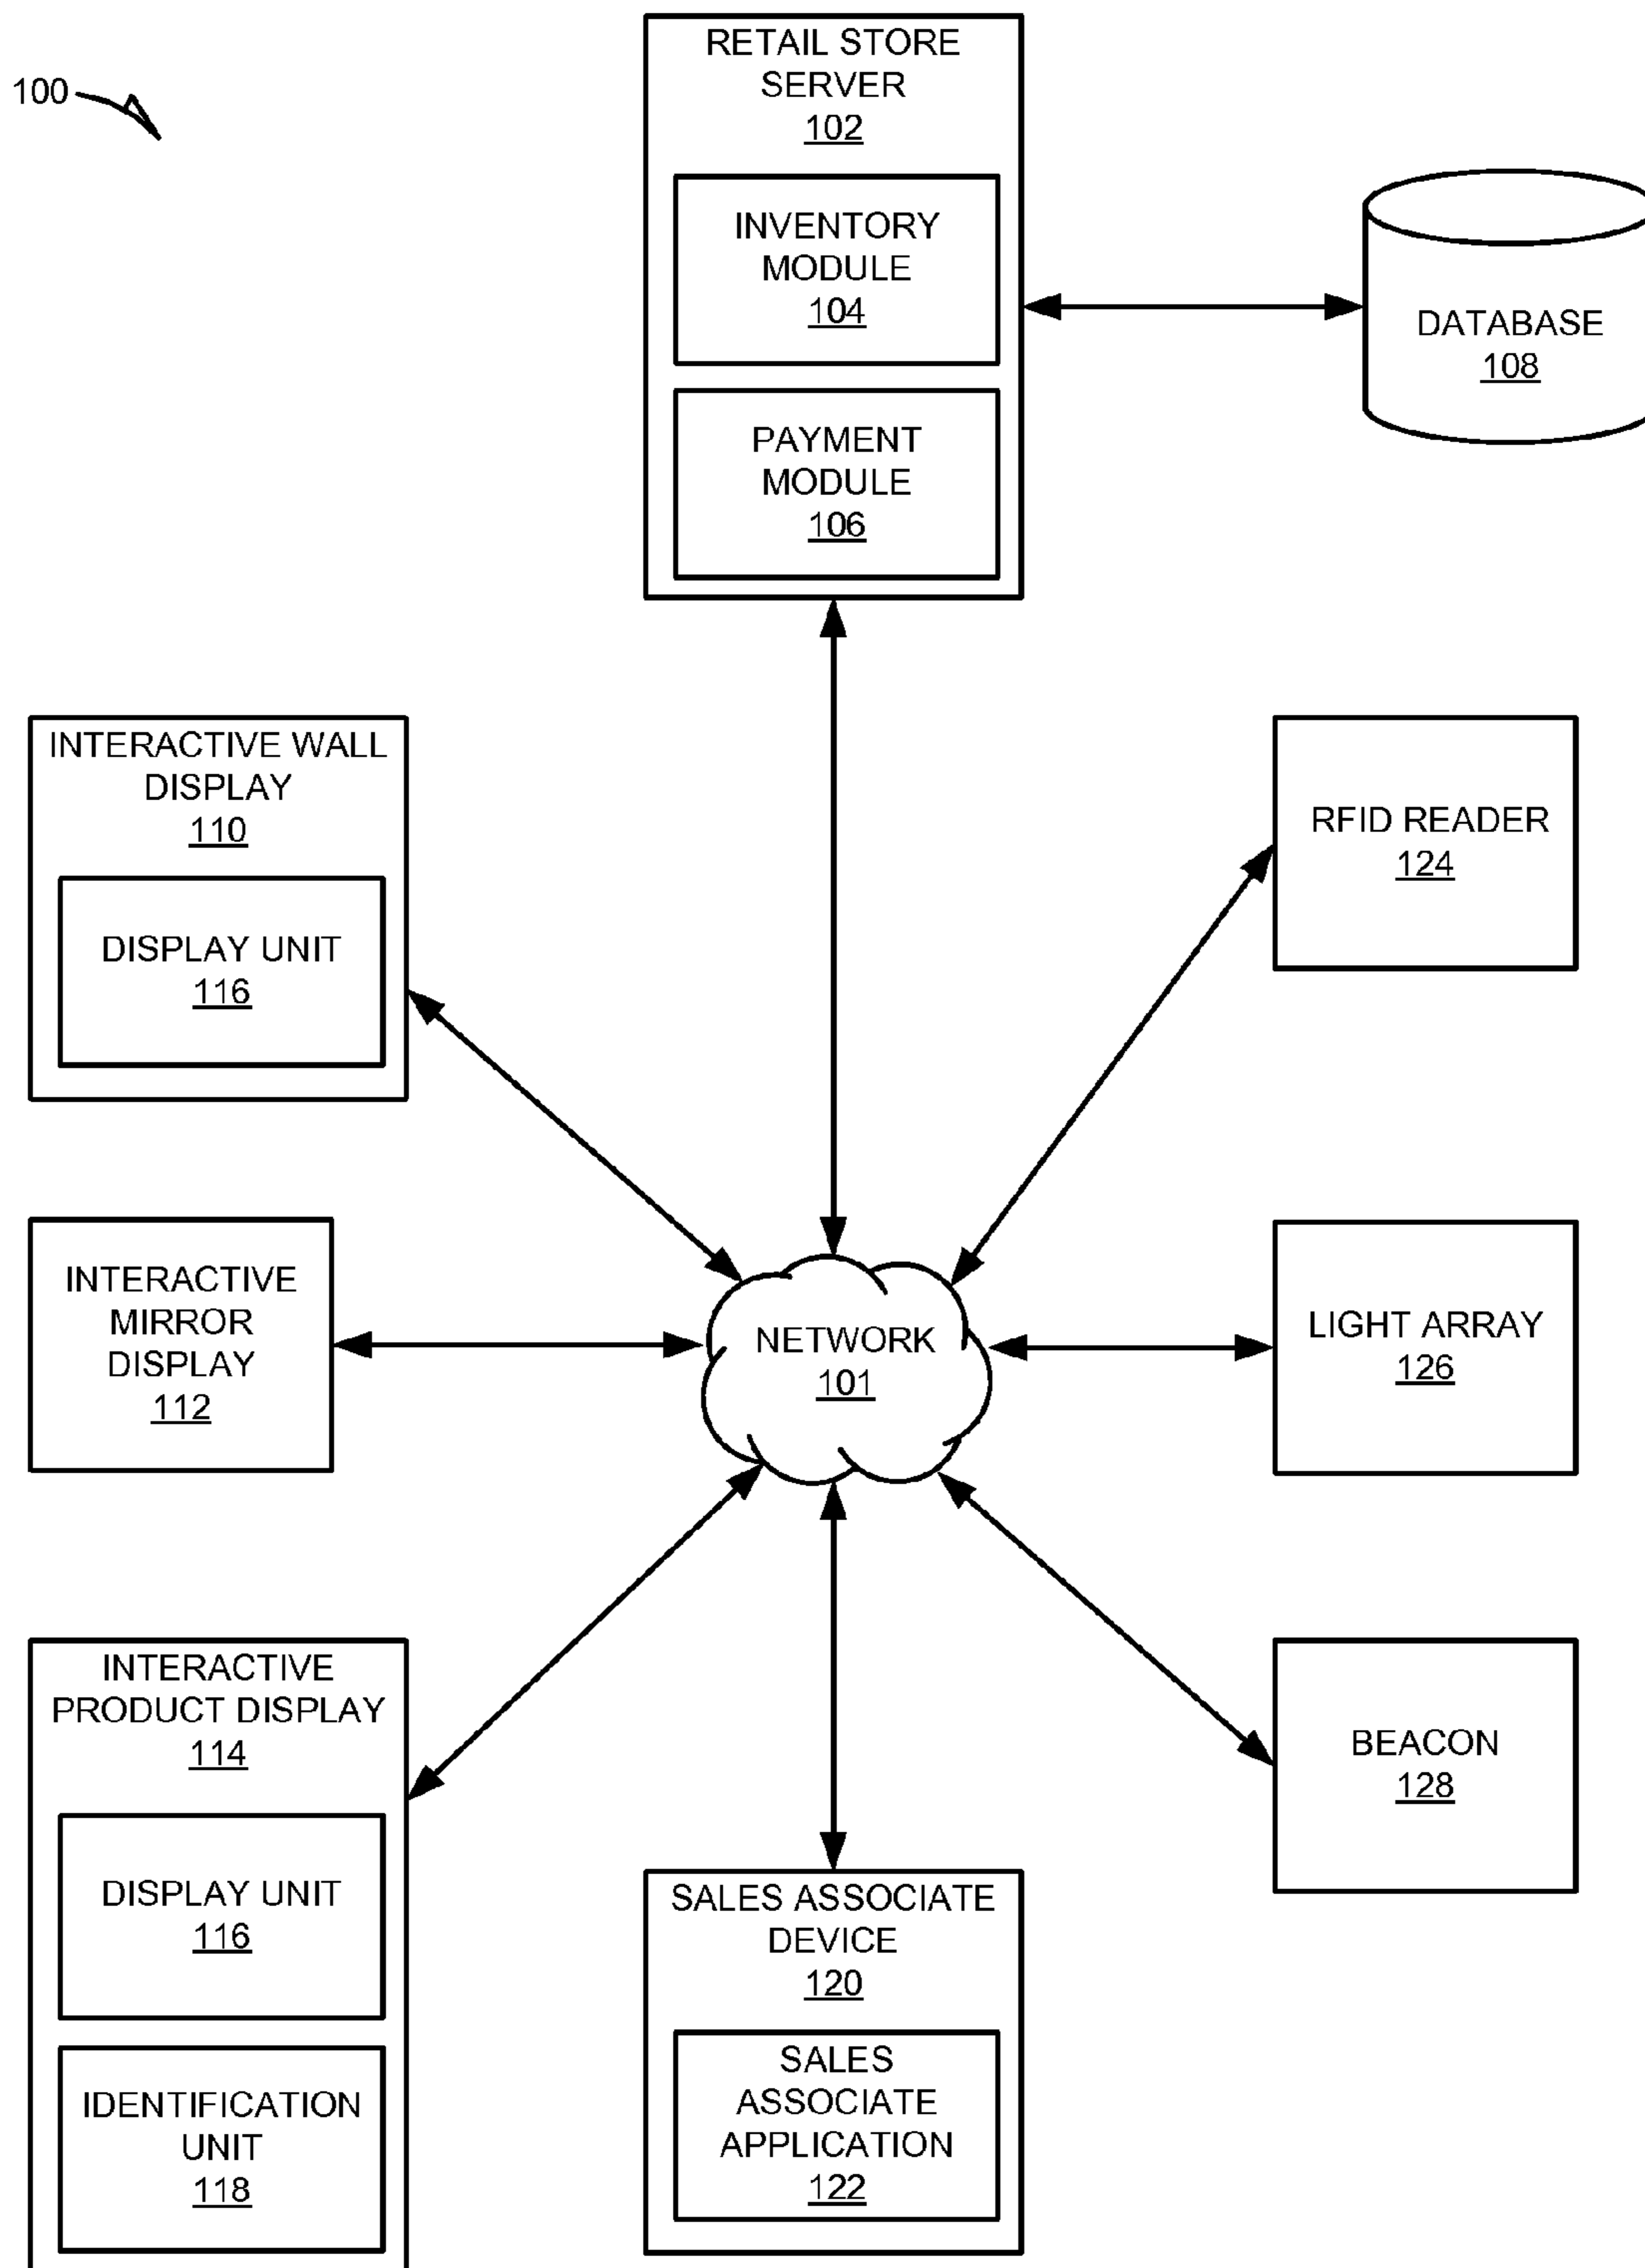 100
RETAIL STORE
SERVER
102
INVENTORY
MODULE
104
PAYMENT
MODULE
106
DATABASE
108
INTERACTIVE WALL
DISPLAY
110
DISPLAY UNIT
116
RFID READER
124
INTERACTIVE
MIRROR
DISPLAY
112
NETWORK
101
LIGHT ARRAY
126
INTERACTIVE
PRODUCT DISPLAY
114
DISPLAY UNIT
116
IDENTIFICATION
UNIT
118
SALES ASSOCIATE
DEVICE
120
SALES
ASSOCIATE
APPLICATION
122
BEACON
128